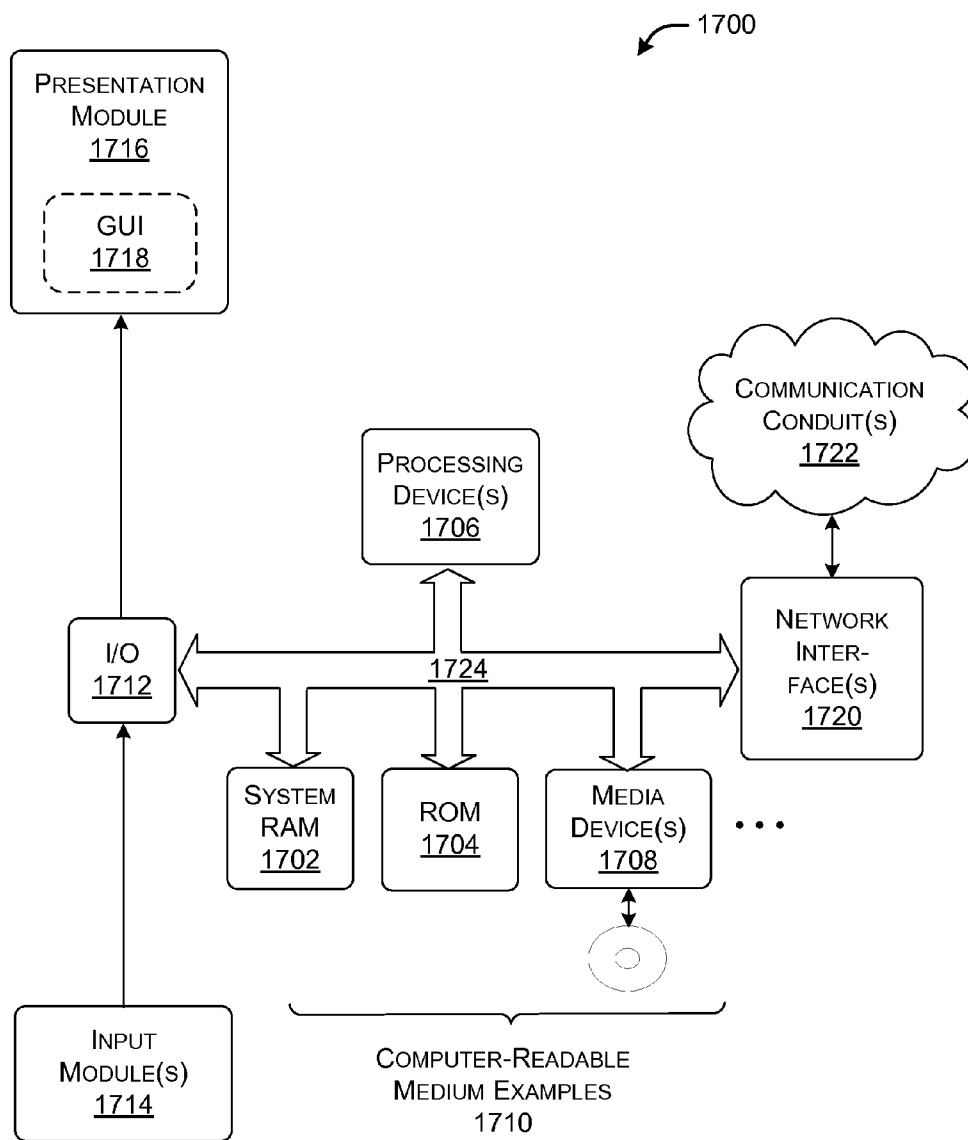 1700
PRESENTATION
MODULE
1716
GUI
1718
COMMUNICATION
CONDUIT(S)
1722
PROCESSING
DEVICE(S)
1706
I/O
1712
1724
NETWORK
INTER-
FACE(S)
1720
SYSTEM
RAM
1702
ROM
1704
MEDIA
DEVICE(S)
1708
• • •
INPUT
MODULE(S)
1714
COMPUTER-READABLE
MEDIUM EXAMPLES
1710